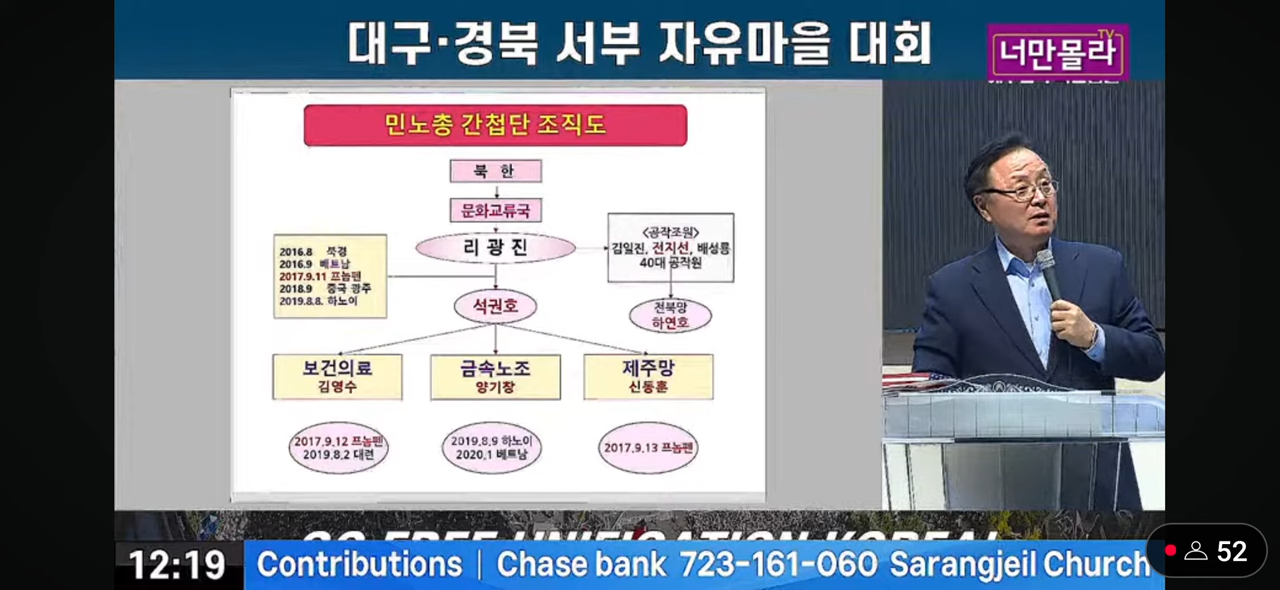 대구·경북 서부 자유마을 대회
너만몰라
TV
민노총 간첩단 조직도
북 한
문화교류국
리 광 진
<공작조원>
김일진, 전지선, 배성룡
40대 공작원
2016.8 북경
2016.9 베트남
2017.9.11 프놈펜
2018.9 중국 광주
2019.8.8. 하노이
석권호
전북망
하연호
보건의료
김영수
금속노조
양기창
제주망
신동훈
2017.9.12 프놈펜
2019.8.2 대련
2019.8.9 하노이
2020.1 베트남
2017.9.13 프놈펜
12:19
Contributions | Chase bank 723-161-060 Sarangjeil Church
52